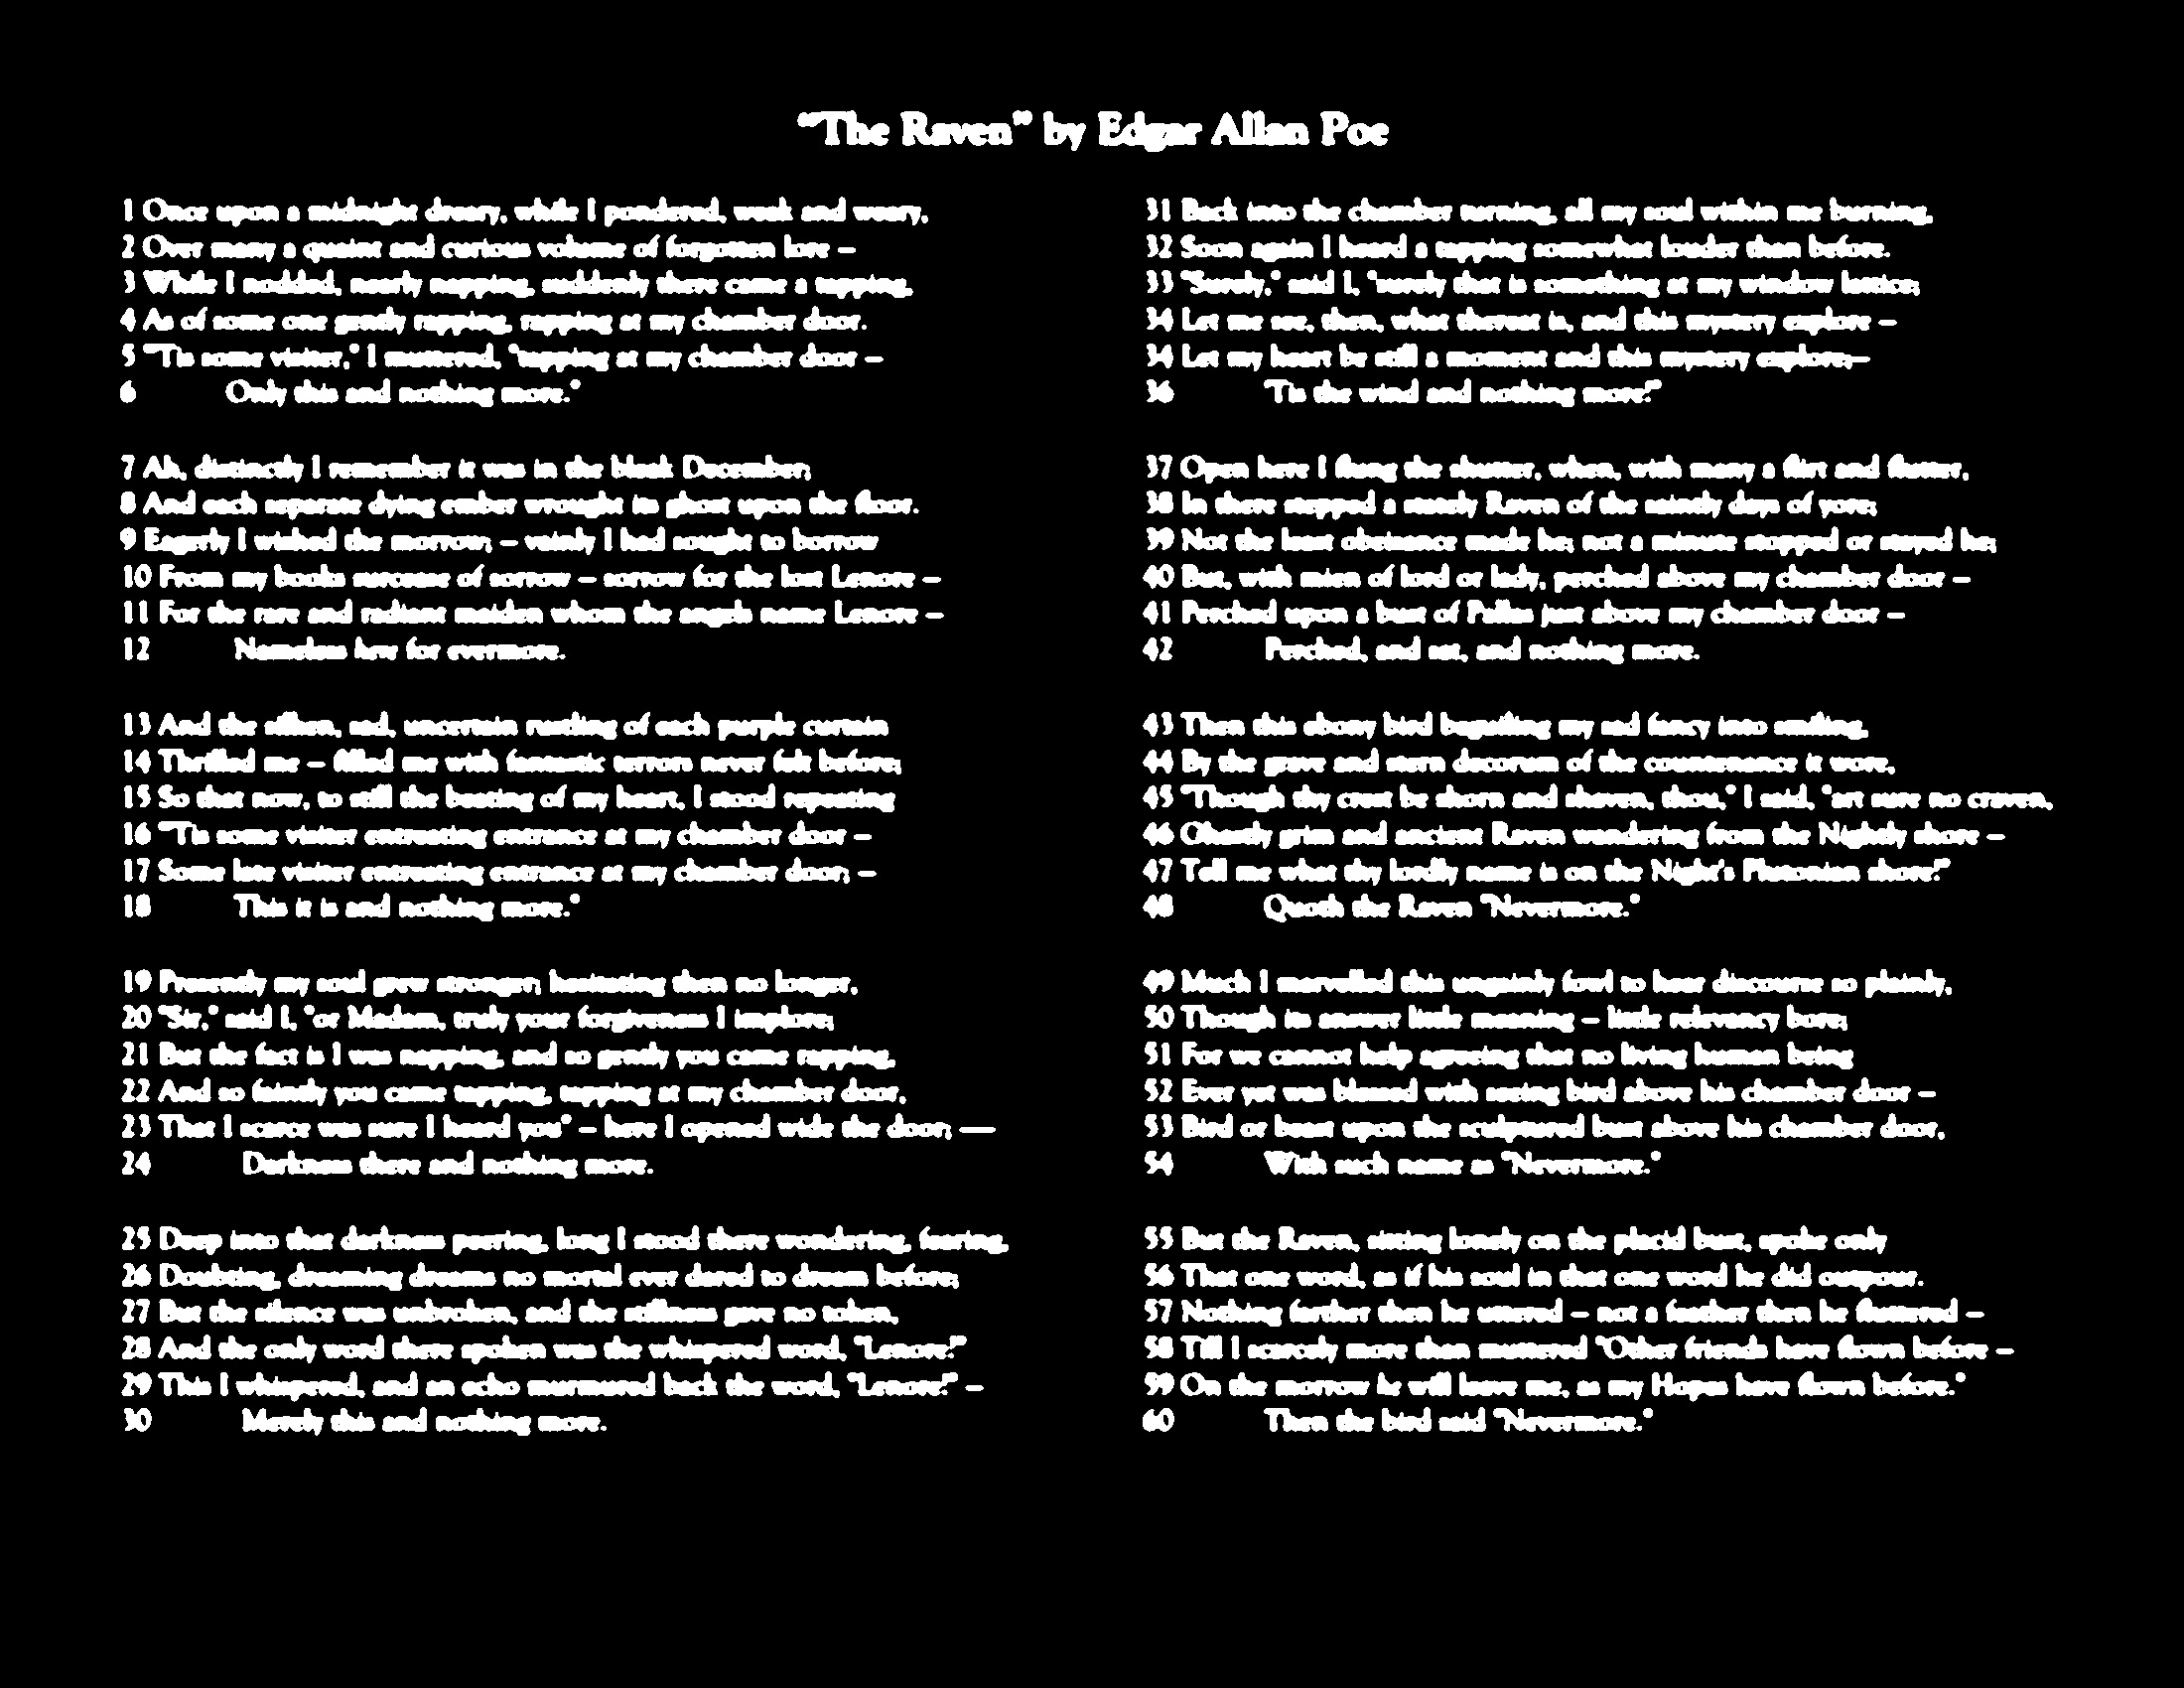 “The Raven” by Edgar Allan Poe
1 Once upon a midnight dreary, while I pondered, weak and weary,
2 Over many a quaint and curious volume of forgotten lore –
3 While I nodded, nearly napping, suddenly there came a tapping,
4 As of some one gently rapping, rapping at my chamber door.
5 "'Tis some visiter," I muttered, "tapping at my chamber door –
6 Only this and nothing more."
7 Ah, distinctly I remember it was in the bleak December;
8 And each separate dying ember wrought its ghost upon the floor.
9 Eagerly I wished the morrow; – vainly I had sought to borrow
10 From my books surcease of sorrow – sorrow for the lost Lenore –
11 For the rare and radiant maiden whom the angels name Lenore –
12 Nameless here for evermore.
13 And the silken, sad, uncertain rustling of each purple curtain
14 Thrilled me – filled me with fantastic terrors never felt before;
15 So that now, to still the beating of my heart, I stood repeating
16 "'Tis some visiter entreating entrance at my chamber door –
17 Some late visiter entreating entrance at my chamber door; –
18 This it is and nothing more."
19 Presently my soul grew stronger; hesitating then no longer,
20 "Sir," said I, "or Madam, truly your forgiveness I implore;
21 But the fact is I was napping, and so gently you came rapping,
22 And so faintly you came tapping, tapping at my chamber door,
23 That I scarce was sure I heard you" – here I opened wide the door; —–
24 Darkness there and nothing more.
25 Deep into that darkness peering, long I stood there wondering, fearing,
26 Doubting, dreaming dreams no mortal ever dared to dream before;
27 But the silence was unbroken, and the stillness gave no token,
28 And the only word there spoken was the whispered word, "Lenore!"
29 This I whispered, and an echo murmured back the word, "Lenore!" –
30 Merely this and nothing more.
31 Back into the chamber turning, all my soul within me burning,
32 Soon again I heard a tapping somewhat louder than before.
33 "Surely," said I, "surely that is something at my window lattice;
34 Let me see, then, what thereat is, and this mystery explore –
34 Let my heart be still a moment and this mystery explore;–
36 'Tis the wind and nothing more!"
37 Open here I flung the shutter, when, with many a flirt and flutter,
38 In there stepped a stately Raven of the saintly days of yore;
39 Not the least obeisance made he; not a minute stopped or stayed he;
40 But, with mien of lord or lady, perched above my chamber door –
41 Perched upon a bust of Pallas just above my chamber door –
42 Perched, and sat, and nothing more.
43 Then this ebony bird beguiling my sad fancy into smiling,
44 By the grave and stern decorum of the countenance it wore,
45 "Though thy crest be shorn and shaven, thou," I said, "art sure no craven,
46 Ghastly grim and ancient Raven wandering from the Nightly shore –
47 Tell me what thy lordly name is on the Night's Plutonian shore!"
48 Quoth the Raven "Nevermore."
49 Much I marvelled this ungainly fowl to hear discourse so plainly,
50 Though its answer little meaning – little relevancy bore;
51 For we cannot help agreeing that no living human being
52 Ever yet was blessed with seeing bird above his chamber door –
53 Bird or beast upon the sculptured bust above his chamber door,
54 With such name as "Nevermore."
55 But the Raven, sitting lonely on the placid bust, spoke only
56 That one word, as if his soul in that one word he did outpour.
57 Nothing farther then he uttered – not a feather then he fluttered –
58 Till I scarcely more than muttered "Other friends have flown before –
59 On the morrow he will leave me, as my Hopes have flown before."
60 Then the bird said "Nevermore."